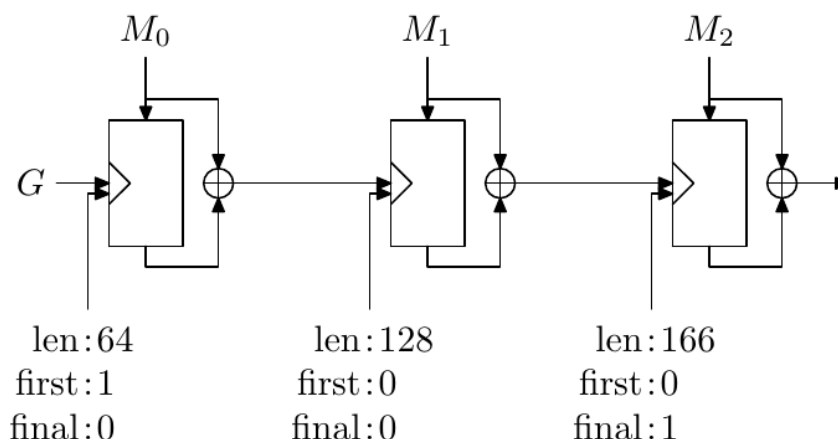 M₀ M₁ M₂
G
len:64 len:128 len:166
first:1 first:0 first:0
final:0 final:0 final:1